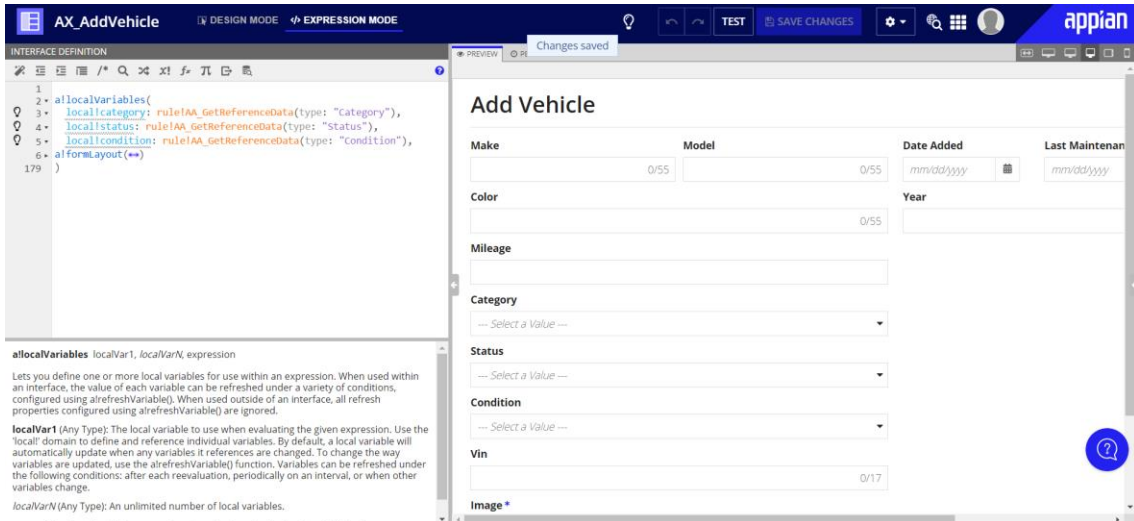 AX_AddVehicle
DESIGN MODE
EXPRESSION MODE
TEST
SAVE CHANGES
appian
Changes saved
INTERFACE DEFINITION
PREVIEW
1
2 a!localVariables(
3 local!category: rule!AA_GetReferenceData(type: "Category"),
4 local!status: rule!AA_GetReferenceData(type: "Status"),
5 local!condition: rule!AA_GetReferenceData(type: "Condition"),
6 a!formLayout()
179 )
a!localVariables localVar1, localVarN, expression
Lets you define one or more local variables for use within an expression. When used within
an interface, the value of each variable can be refreshed under a variety of conditions,
configured using a!refreshVariable(). When used outside of an interface, all refresh
properties configured using a!refreshVariable() are ignored.
localVar1 (Any Type): The local variable to use when evaluating the given expression. Use the
'local!' domain to define and reference individual variables. By default, a local variable will
automatically update when any variables it references are changed. To change the way
variables are updated, use the a!refreshVariable() function. Variables can be refreshed under
the following conditions: after each reevaluation, periodically on an interval, or when other
variables change.
localVarN (Any Type): An unlimited number of local variables.
Add Vehicle
Make Model Date Added Last Maintenan
0/55 0/55 mm/dd/yyyy mm/dd/yyyy
Color Year
0/55
Mileage
Category
--- Select a Value ---
Status
--- Select a Value ---
Condition
--- Select a Value ---
Vin
0/17
Image *